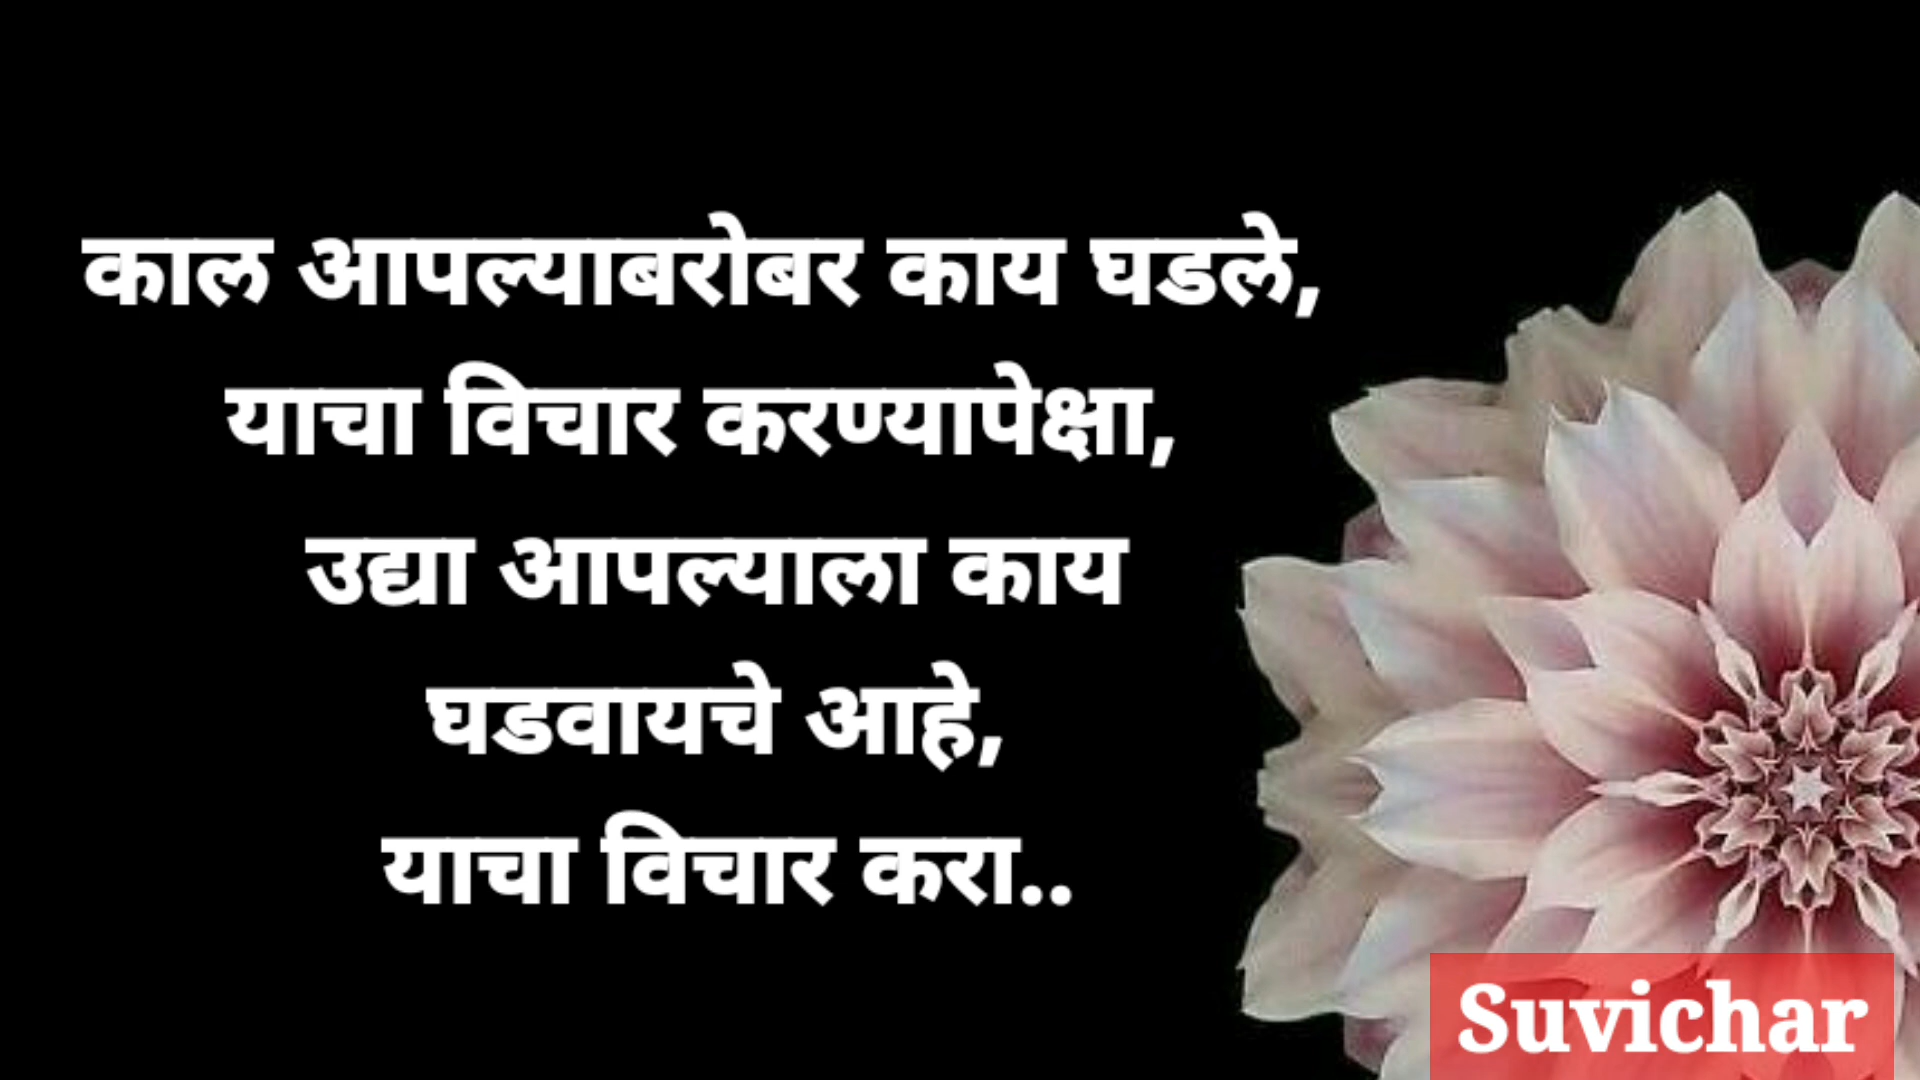 काल आपल्याबरोबर काय घडले,
याचा विचार करण्यापेक्षा,
उद्या आपल्याला काय
घडवायचे आहे,
याचा विचार करा..
Suvichar